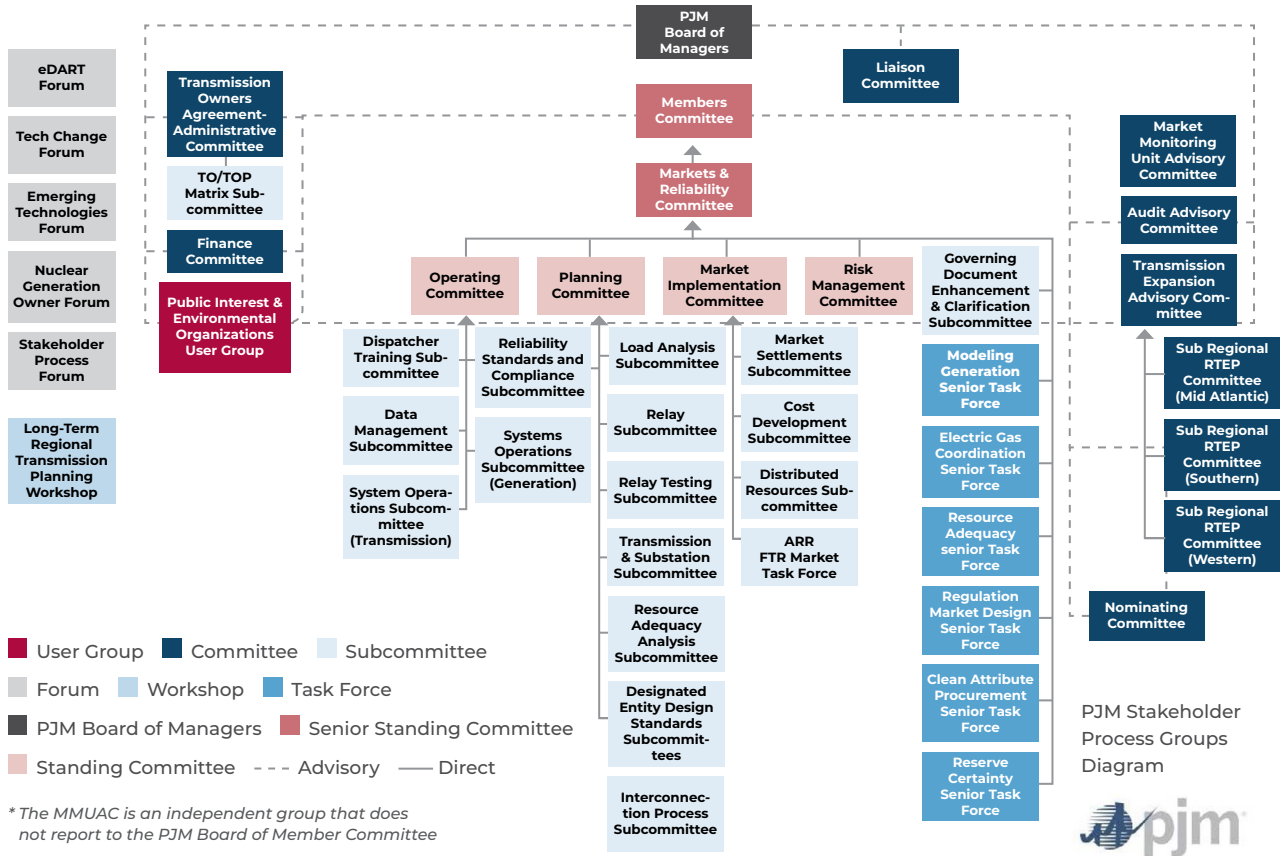 PJM
Board of
Managers
Liaison
Committee
eDART
Forum
Tech Change
Forum
Emerging
Technologies
Forum
Nuclear
Generation
Owner Forum
Stakeholder
Process
Forum
Long-Term
Regional
Transmission
Planning
Workshop
Transmission
Owners
Agreement-
Administrative
Committee
TO/TOP
Matrix Sub-
committee
Finance
Committee
Public Interest &
Environmental
Organizations
User Group
Members
Committee
Markets &
Reliability
Committee
Market
Monitoring
Unit Advisory
Committee
Audit Advisory
Committee
Transmission
Expansion
Advisory Com-
mittee
Sub Regional
RTEP
Committee
(Mid Atlantic)
Sub Regional
RTEP
Committee
(Southern)
Sub Regional
RTEP
Committee
(Western)
Nominating
Committee
Operating
Committee
Planning
Committee
Market
Implementation
Committee
Risk
Management
Committee
Dispatcher
Training Sub-
committee
Data
Management
Subcommittee
System Opera-
tions Subcom-
mittee
(Transmission)
Reliability
Standards and
Compliance
Subcommittee
Systems
Operations
Subcommittee
(Generation)
Load Analysis
Subcommittee
Relay
Subcommittee
Relay Testing
Subcommittee
Transmission
& Substation
Subcommittee
Resource
Adequacy
Analysis
Subcommittee
Designated
Entity Design
Standards
Subcommit-
tees
Interconnec-
tion Process
Subcommittee
Market
Settlements
Subcommittee
Cost
Development
Subcommittee
Distributed
Resources Sub-
committee
ARR
FTR Market
Task Force
Governing
Document
Enhancement
& Clarification
Subcommittee
Modeling
Generation
Senior Task
Force
Electric Gas
Coordination
Senior Task
Force
Resource
Adequacy
senior Task
Force
Regulation
Market Design
Senior Task
Force
Clean Attribute
Procurement
Senior Task
Force
Reserve
Certainty
Senior Task
Force
User Group Committee Subcommittee
Forum Workshop Task Force
PJM Board of Managers Senior Standing Committee
Standing Committee Advisory Direct
* The MMUAC is an independent group that does
not report to the PJM Board of Member Committee
PJM Stakeholder
Process Groups
Diagram
pjm